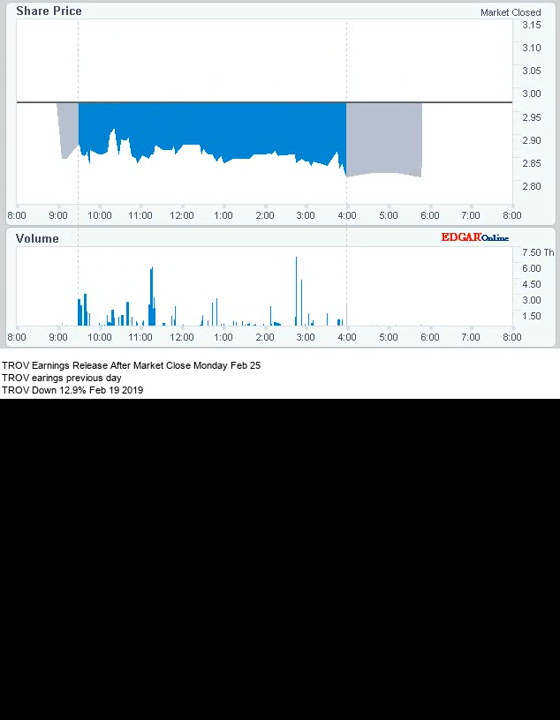 Share Price
Market Closed
3.15
3.10
3.05
3.00
2.95
2.90
2.85
2.80
8:00 9:00 10:00 11:00 12:00 1:00 2:00 3:00 4:00 5:00 6:00 7:00 8:00
Volume
EDGAR Online
7.50 Th
6.00
4.50
3.00
1.50
8:00 9:00 10:00 11:00 12:00 1:00 2:00 3:00 4:00 5:00 6:00 7:00 8:00
TROV Earnings Release After Market Close Monday Feb 25
TROV earings previous day
TROV Down 12.9% Feb 19 2019